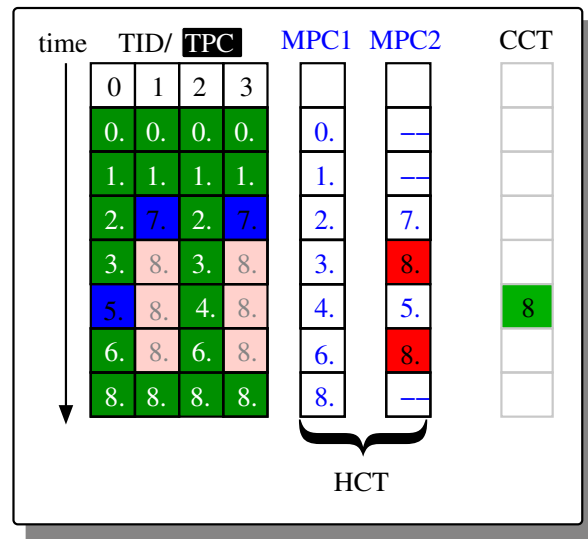 time TID/ TPC MPC1 MPC2 CCT
0 1 2 3
0. 0. 0. 0. 0. --
1. 1. 1. 1. 1. --
2. 7. 2. 7. 2. 7.
3. 8. 3. 8. 3. 8.
5. 8. 4. 8. 4. 5. 8
6. 8. 6. 8. 6. 8.
8. 8. 8. 8. 8. --
HCT